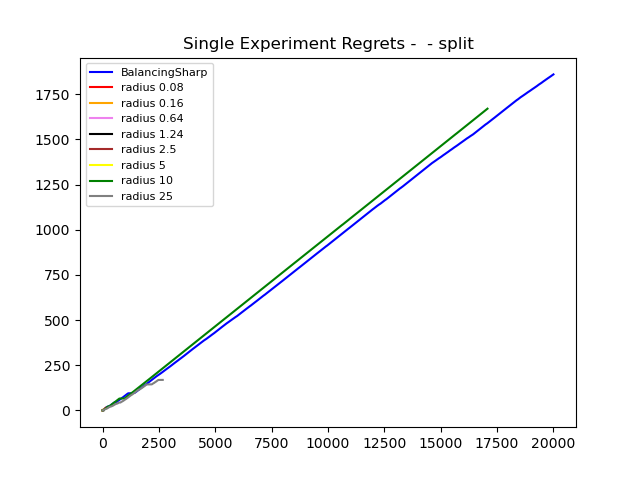 Single Experiment Regrets -  - split
BalancingSharp
radius 0.08
radius 0.16
radius 0.64
radius 1.24
radius 2.5
radius 5
radius 10
radius 25
1750
1500
1250
1000
750
500
250
0
0 2500 5000 7500 10000 12500 15000 17500 20000